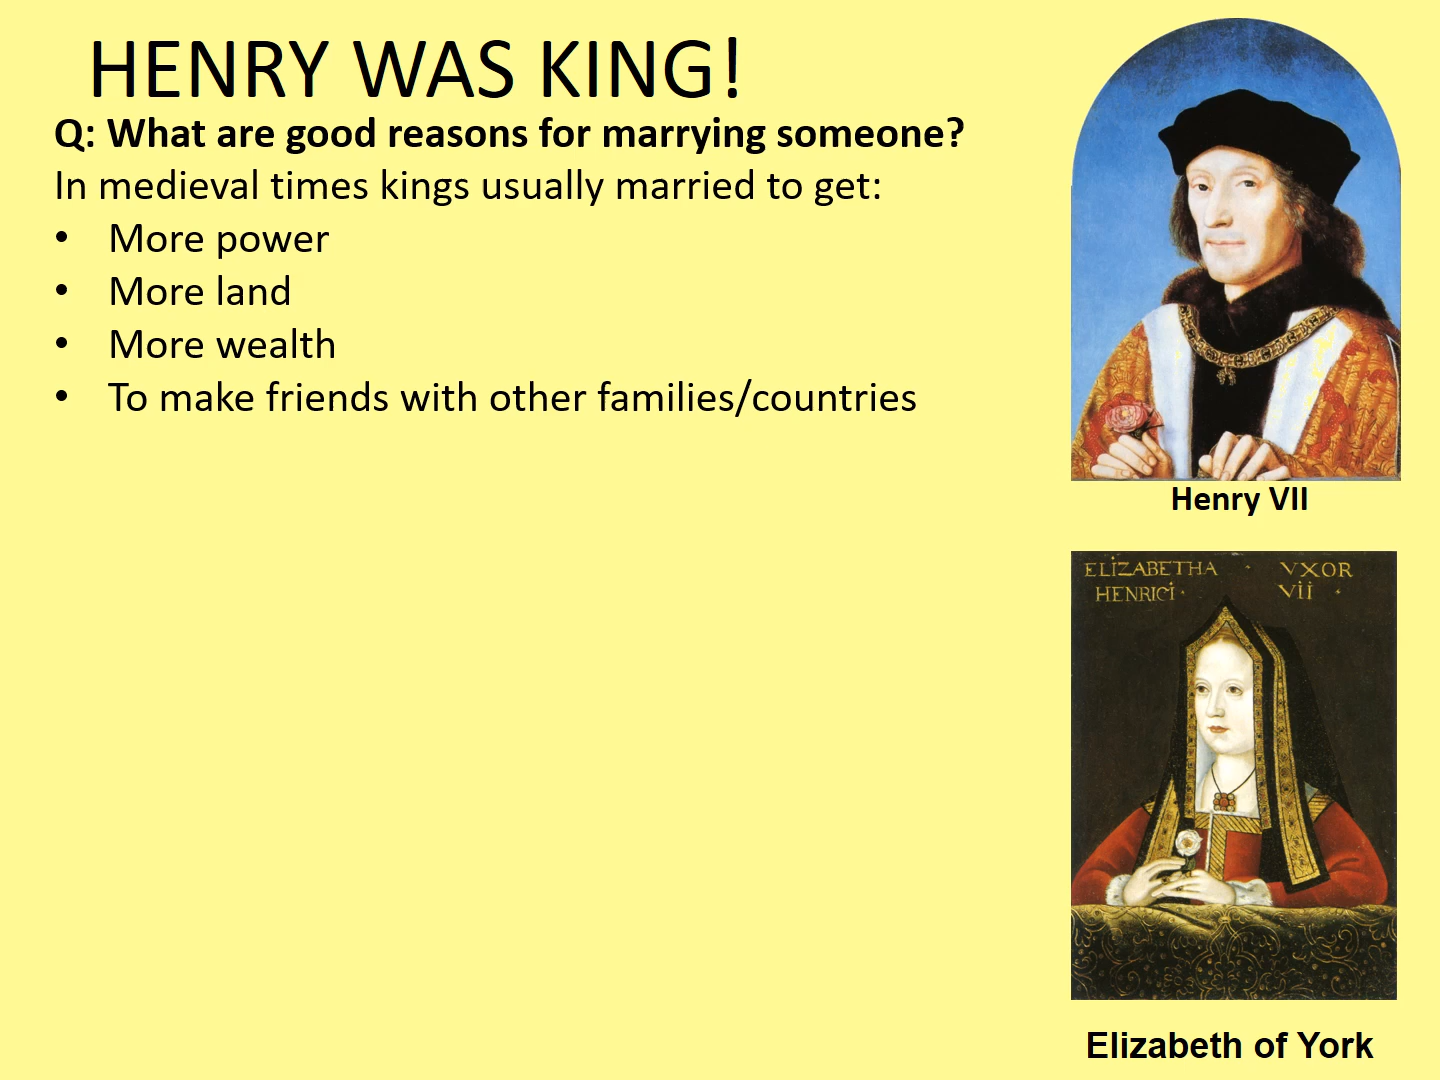 HENRY WAS KING!
Q: What are good reasons for marrying someone?
In medieval times kings usually married to get:
• More power
• More land
• More wealth
• To make friends with other families/countries
Henry VII
ELIZABETHA · VXOR
HENRICI · VII ·
Elizabeth of York